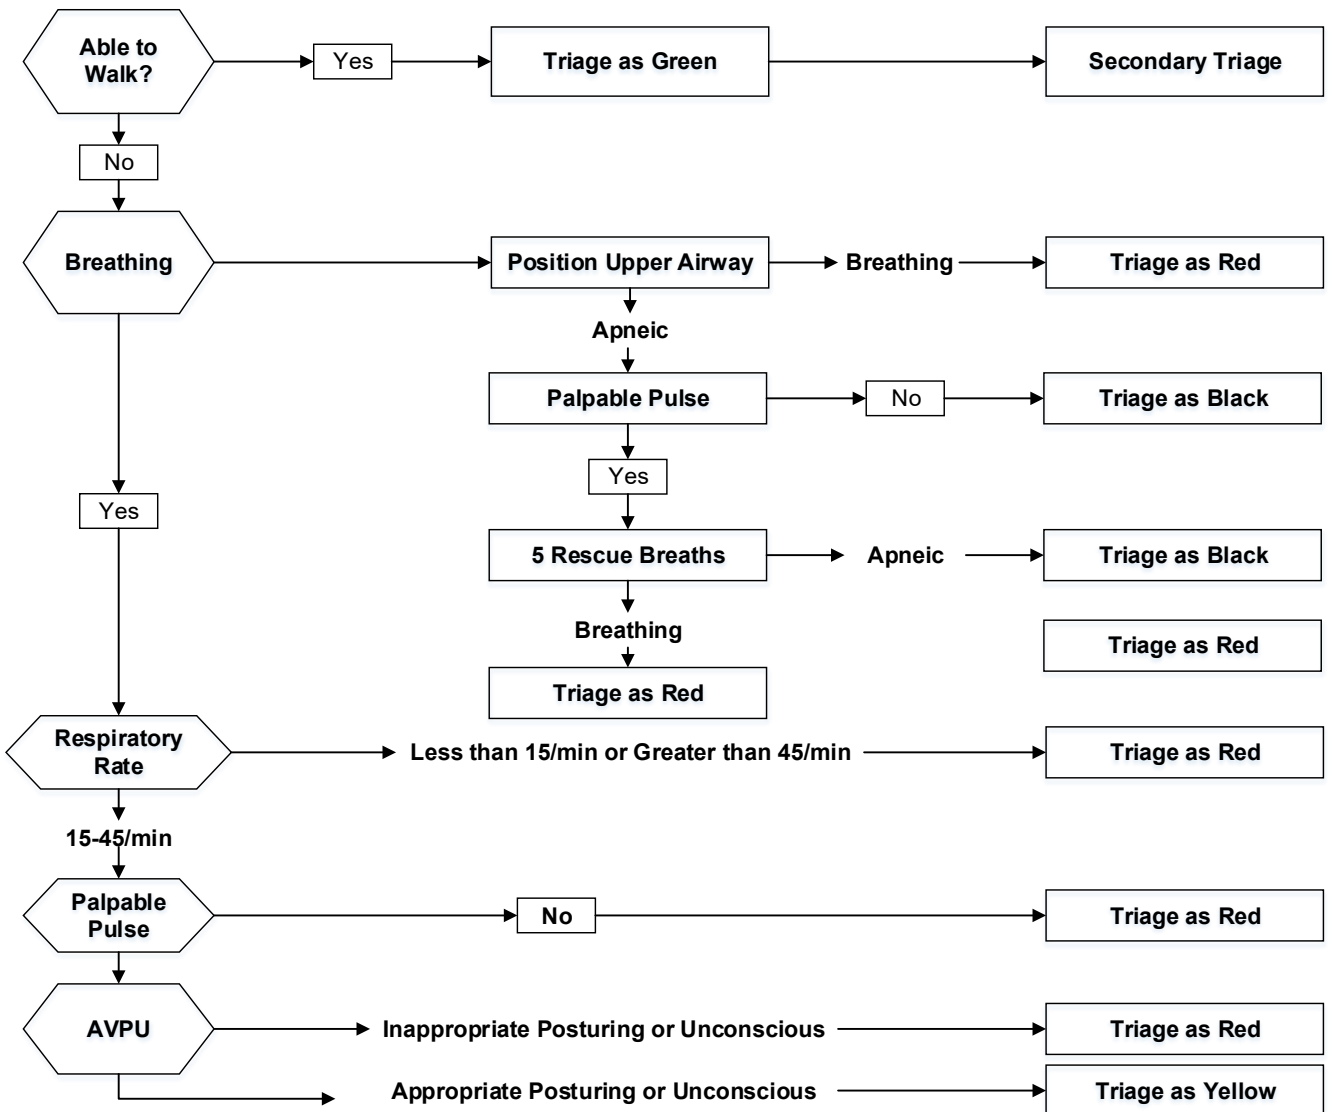 Able to
Walk?
Yes
Triage as Green
Secondary Triage
No
Breathing
Position Upper Airway
Breathing
Triage as Red
Apneic
Palpable Pulse
No
Triage as Black
Yes
Yes
5 Rescue Breaths
Apneic
Triage as Black
Breathing
Triage as Red
Triage as Red
Respiratory
Rate
Less than 15/min or Greater than 45/min
Triage as Red
15-45/min
Palpable
Pulse
No
Triage as Red
AVPU
Inappropriate Posturing or Unconscious
Triage as Red
Appropriate Posturing or Unconscious
Triage as Yellow